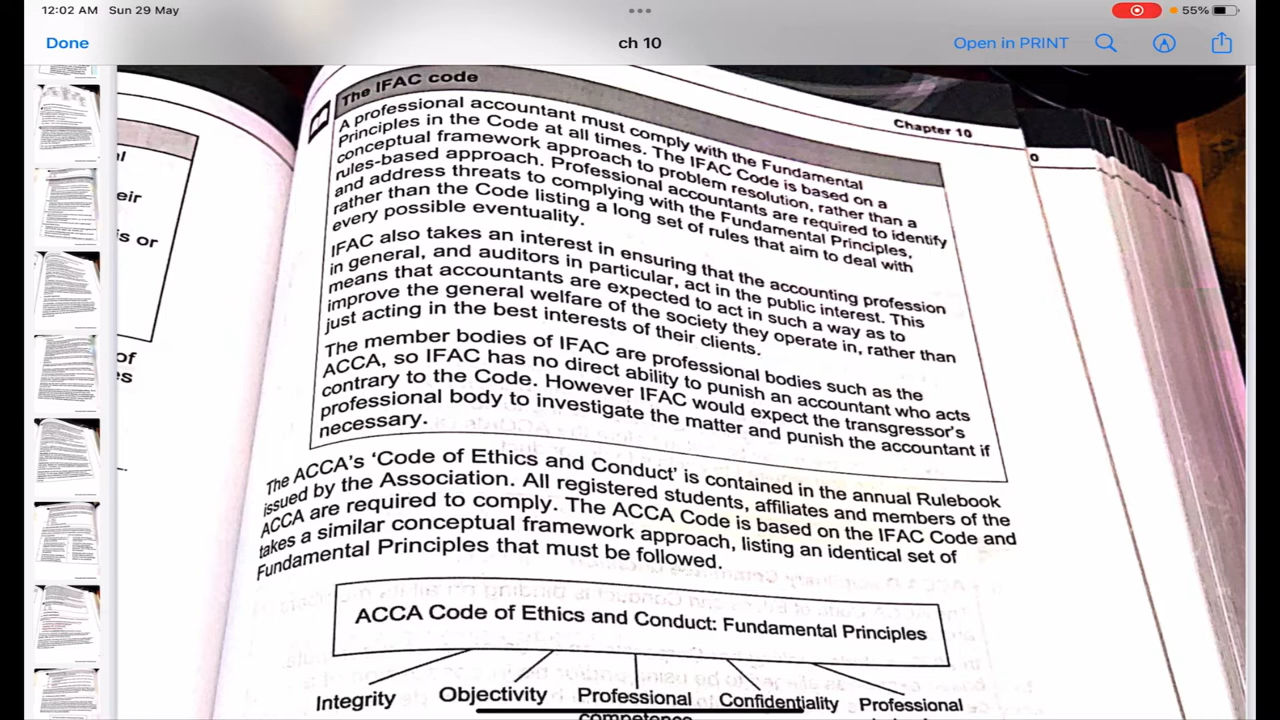 12:02 AM Sun 29 May
55%
Done
ch 10
Open in PRINT
The IFAC code
Chapter 10
A professional accountant must comply with the Fundamental
Principles in the Code at all times. The IFAC Code is based on a
conceptual framework approach to problem resolution, rather than a
rules-based approach. Professional accountants are required to identify
and address threats to complying with the Fundamental Principles,
rather than the Code listing a long set of rules that aim to deal with
every possible eventuality.
IFAC also takes an interest in ensuring that the accounting profession
in general, and auditors in particular, act in the public interest. This
means that accountants are expected to act in such a way as to
improve the general welfare of the society they operate in, rather than
just acting in the best interests of their clients.
The member bodies of IFAC are professional bodies such as the
ACCA, so IFAC has no direct ability to punish an accountant who acts
contrary to the Code. However IFAC would expect the transgressor's
professional body to investigate the matter and punish the accountant if
necessary.
The ACCA's 'Code of Ethics and Conduct' is contained in the annual Rulebook
issued by the Association. All registered students, affiliates and members of the
ACCA are required to comply. The ACCA Code is based on the IFAC Code and
takes a similar conceptual framework approach, listing an identical set of
Fundamental Principles that must be followed.
ACCA Code of Ethics and Conduct: Fundamental Principles
Integrity Objectivity Professional Confidentiality Professional
competence